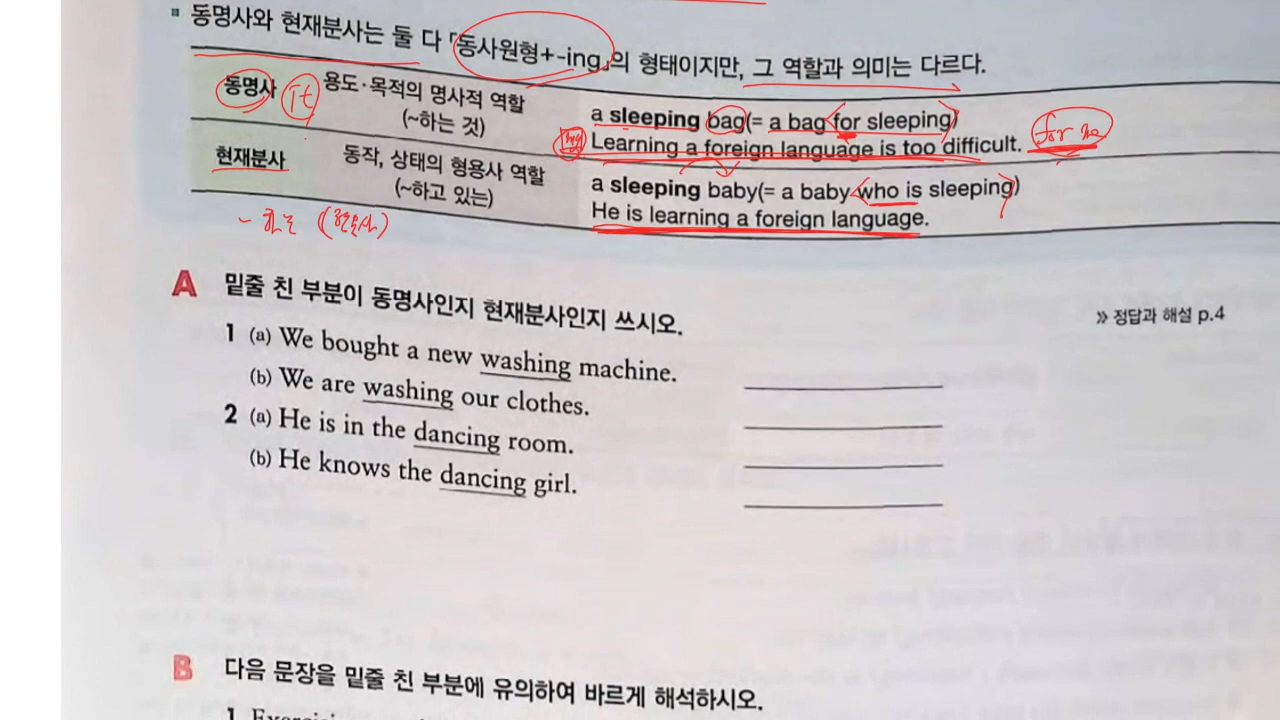 ▪ 동명사와 현재분사는 둘 다 「동사원형+-ing」의 형태이지만, 그 역할과 의미는 다르다.
동명사 It 용도·목적의 명사적 역할
(~하는 것)
a sleeping bag(= a bag for sleeping)
Learning a foreign language is too difficult.
현재분사 동작, 상태의 형용사 역할
(~하고 있는)
a sleeping baby(= a baby who is sleeping)
He is learning a foreign language.
A 밑줄 친 부분이 동명사인지 현재분사인지 쓰시오.
» 정답과 해설 p.4
1 (a) We bought a new washing machine.
(b) We are washing our clothes.
2 (a) He is in the dancing room.
(b) He knows the dancing girl.
B 다음 문장을 밑줄 친 부분에 유의하여 바르게 해석하시오.